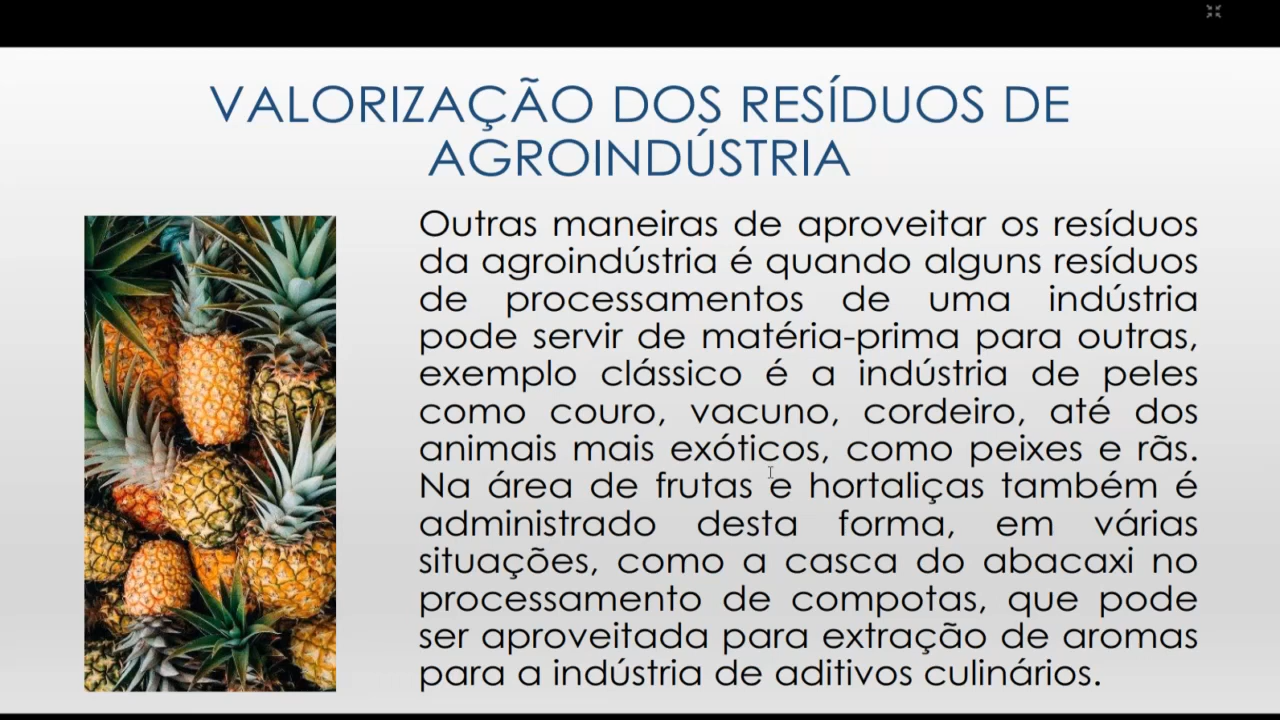 VALORIZAÇÃO DOS RESÍDUOS DE
AGROINDÚSTRIA
Outras maneiras de aproveitar os resíduos
da agroindústria é quando alguns resíduos
de processamentos de uma indústria
pode servir de matéria-prima para outras,
exemplo clássico é a indústria de peles
como couro, vacuno, cordeiro, até dos
animais mais exóticos, como peixes e rãs.
Na área de frutas e hortaliças também é
administrado desta forma, em várias
situações, como a casca do abacaxi no
processamento de compotas, que pode
ser aproveitada para extração de aromas
para a indústria de aditivos culinários.